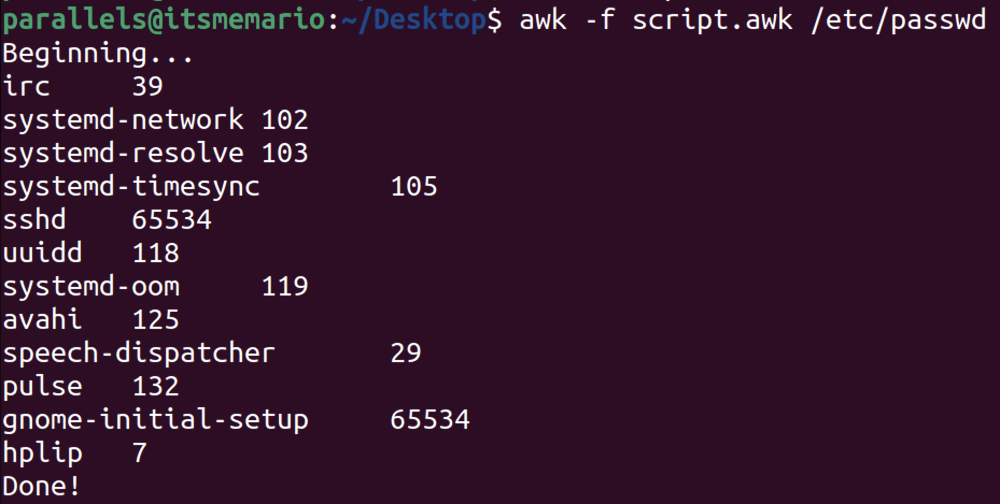 parallels@itsmemario:~/Desktop$ awk -f script.awk /etc/passwd
Beginning...
irc     39
systemd-network 102
systemd-resolve 103
systemd-timesync        105
sshd    65534
uuidd   118
systemd-oom     119
avahi   125
speech-dispatcher       29
pulse   132
gnome-initial-setup     65534
hplip   7
Done!